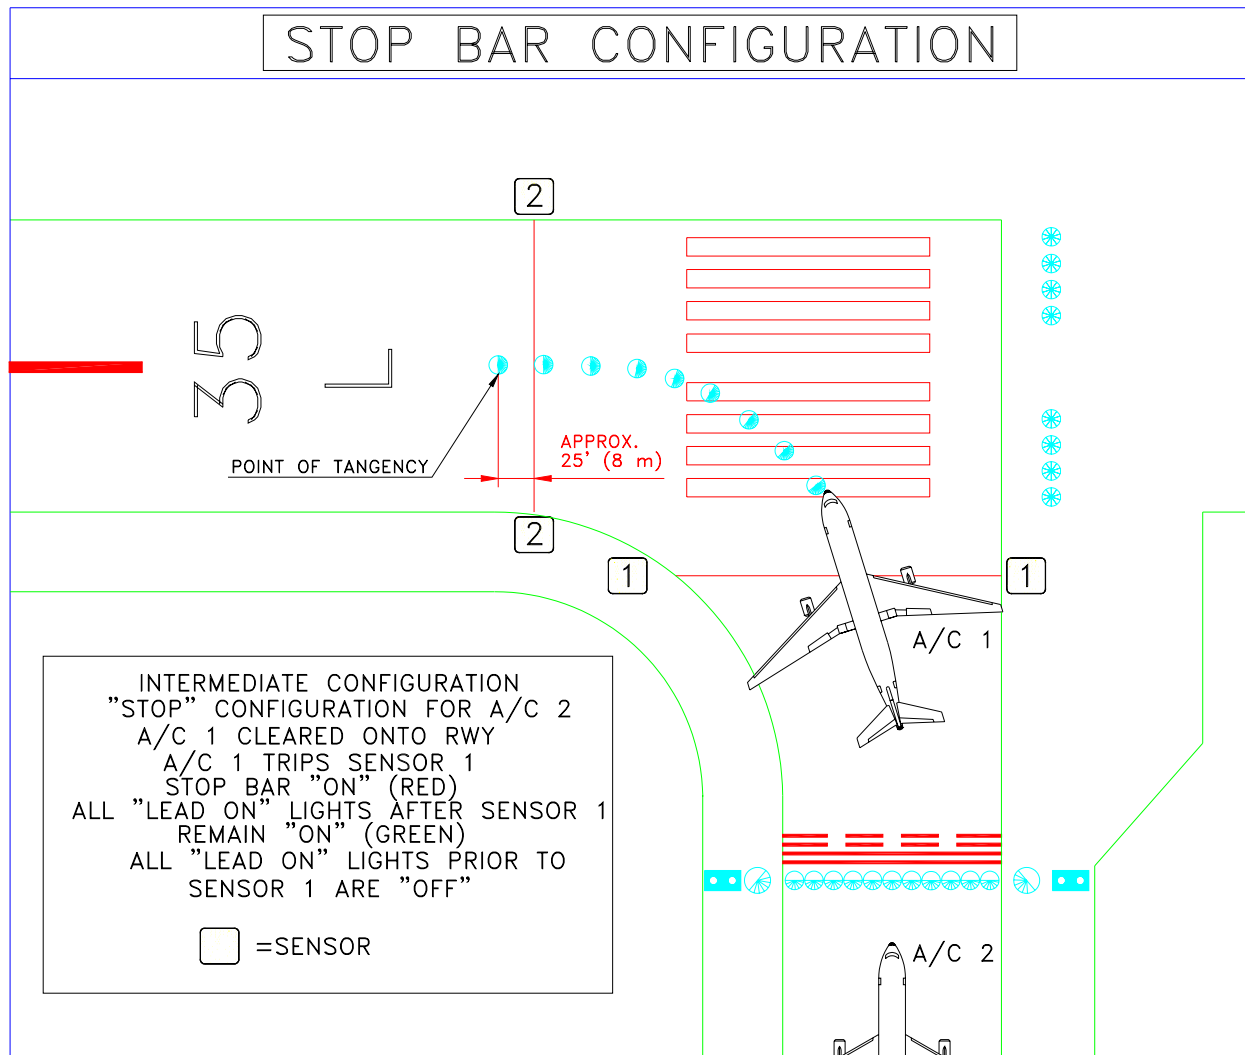 STOP BAR CONFIGURATION
2
35
L
POINT OF TANGENCY
APPROX.
25' (8 m)
2
1
1
A/C 1
INTERMEDIATE CONFIGURATION
"STOP" CONFIGURATION FOR A/C 2
A/C 1 CLEARED ONTO RWY
A/C 1 TRIPS SENSOR 1
STOP BAR "ON" (RED)
ALL "LEAD ON" LIGHTS AFTER SENSOR 1
REMAIN "ON" (GREEN)
ALL "LEAD ON" LIGHTS PRIOR TO
SENSOR 1 ARE "OFF"
=SENSOR
A/C 2